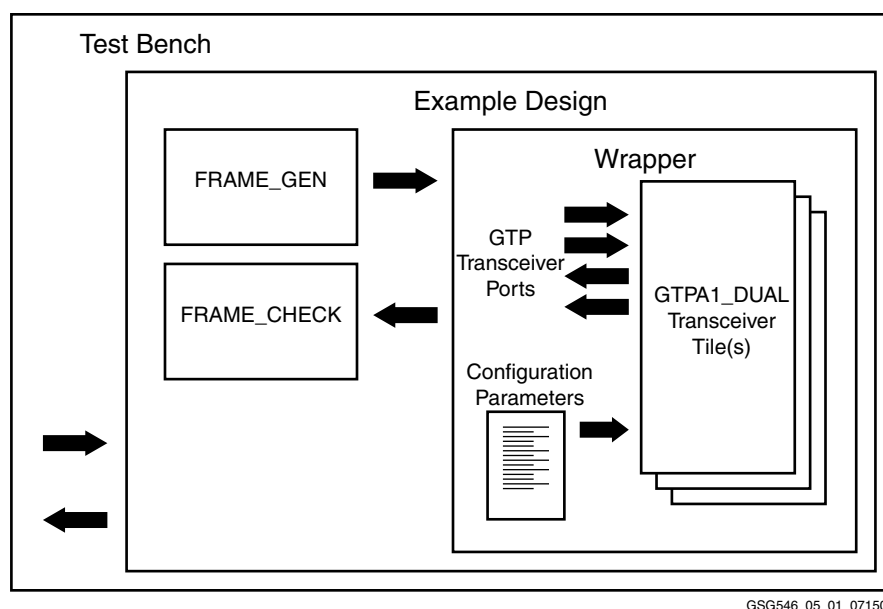 Test Bench
Example Design
FRAME_GEN
Wrapper
GTP
Transceiver
Ports
FRAME_CHECK
GTPA1_DUAL
Transceiver
Tile(s)
Configuration
Parameters